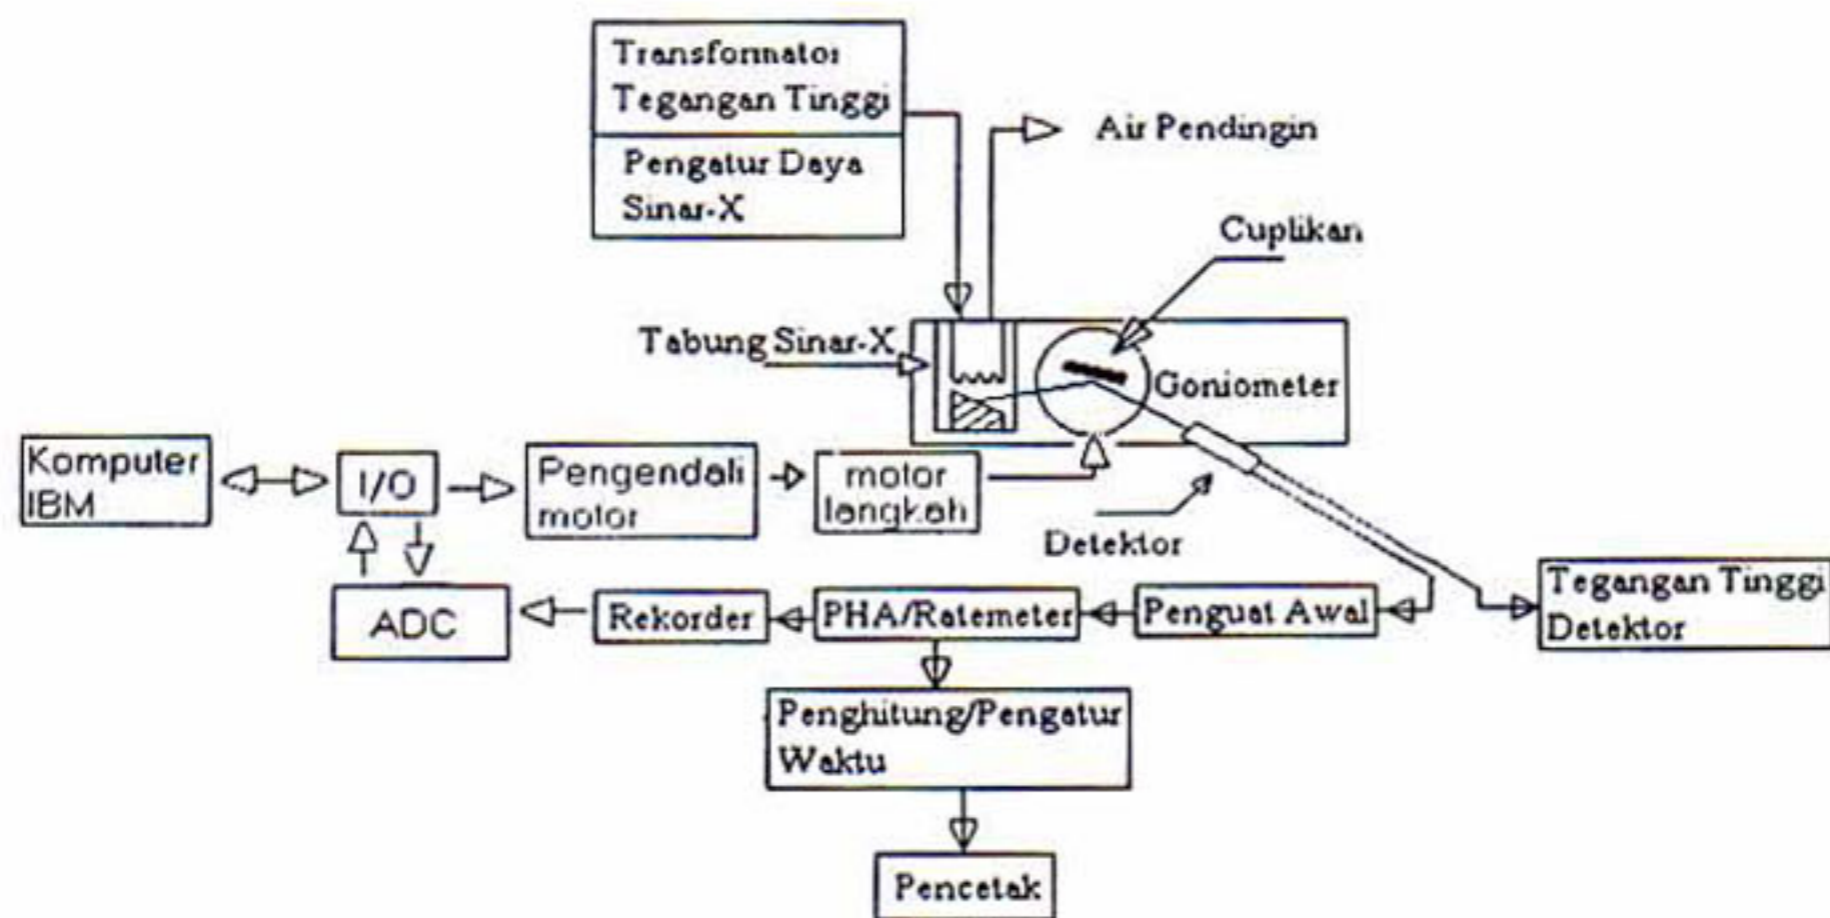 Transformator
Tegangan Tinggi
Pengatur Daya
Sinar-X
Air Pendingin
Cuplikan
Tabung Sinar-X
Goniometer
Komputer
IBM
I/O
Pengendali
motor
motor
langkah
Detektor
ADC
Rekorder
PHA/Ratemeter
Penguat Awal
Tegangan Tinggi
Detektor
Penghitung/Pengatur
Waktu
Pencetak